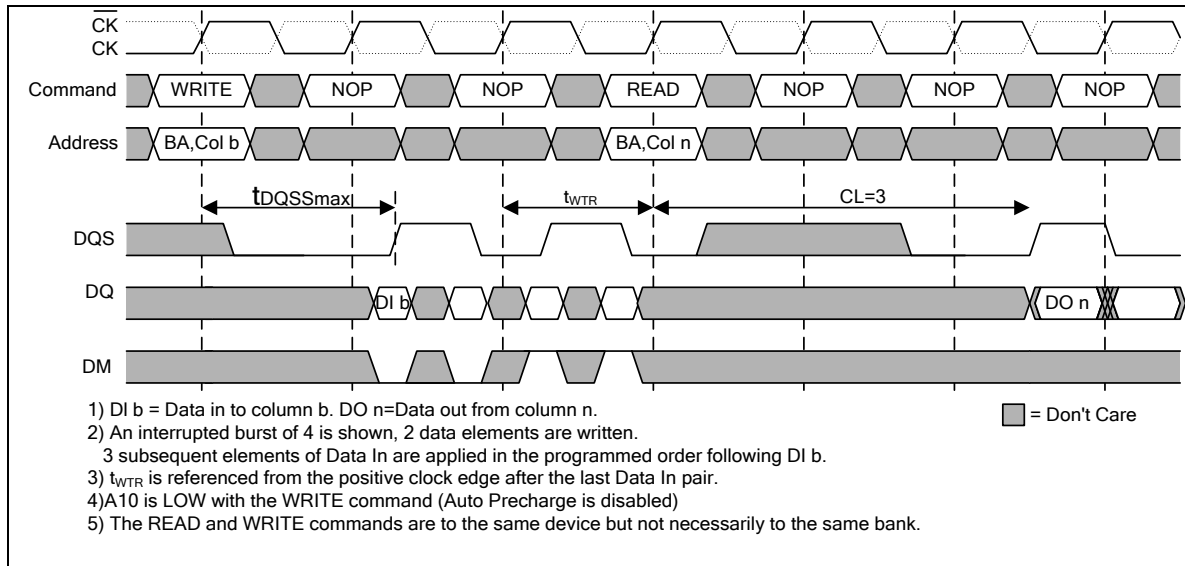 CK
CK
Command WRITE NOP NOP READ NOP NOP NOP
Address BA,Col b BA,Col n
tDQSSmax tWTR CL=3
DQS
DQ DI b DO n
DM
1) DI b = Data in to column b. DO n=Data out from column n.
= Don't Care
2) An interrupted burst of 4 is shown, 2 data elements are written.
3 subsequent elements of Data In are applied in the programmed order following DI b.
3) tWTR is referenced from the positive clock edge after the last Data In pair.
4)A10 is LOW with the WRITE command (Auto Precharge is disabled)
5) The READ and WRITE commands are to the same device but not necessarily to the same bank.